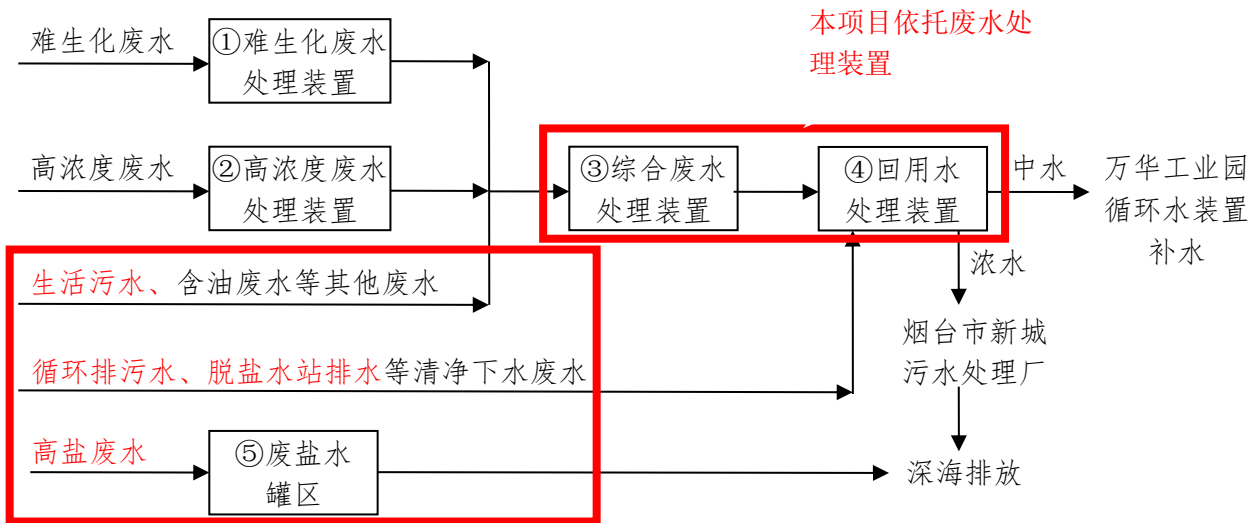 本项目依托废水处
理装置
难生化废水
①难生化废水
处理装置
高浓度废水
②高浓度废水
处理装置
③综合废水
处理装置
④回用水
处理装置
中水
万华工业园
循环水装置
补水
浓水
生活污水、含油废水等其他废水
烟台市新城
污水处理厂
循环排污水、脱盐水站排水等清净下水废水
高盐废水
⑤废盐水
罐区
深海排放